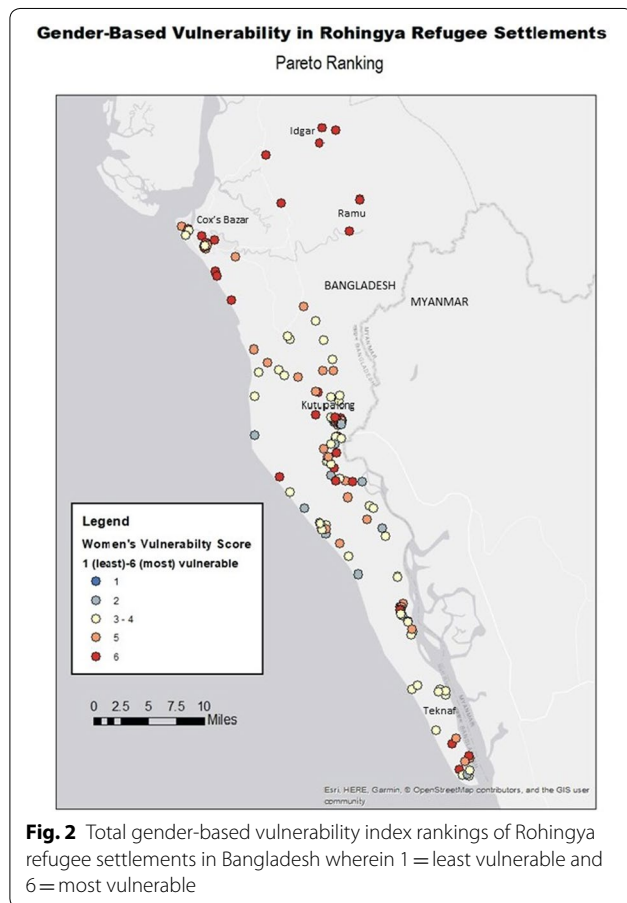 Gender-Based Vulnerability in Rohingya Refugee Settlements
Pareto Ranking
Idgar
Ramu
Cox's Bazar
BANGLADESH
MYANMAR
MYANMAR
BANGLADESH
Kutupalong
Legend
Women's Vulnerabilty Score
1 (least)-6 (most) vulnerable
1
2
3 - 4
5
6
0 2.5 5 7.5 10
Miles
MYANMAR
Teknaf
Esri, HERE, Garmin, © OpenStreetMap contributors, and the GIS user
community
Fig. 2 Total gender-based vulnerability index rankings of Rohingya
refugee settlements in Bangladesh wherein 1 = least vulnerable and
6 = most vulnerable